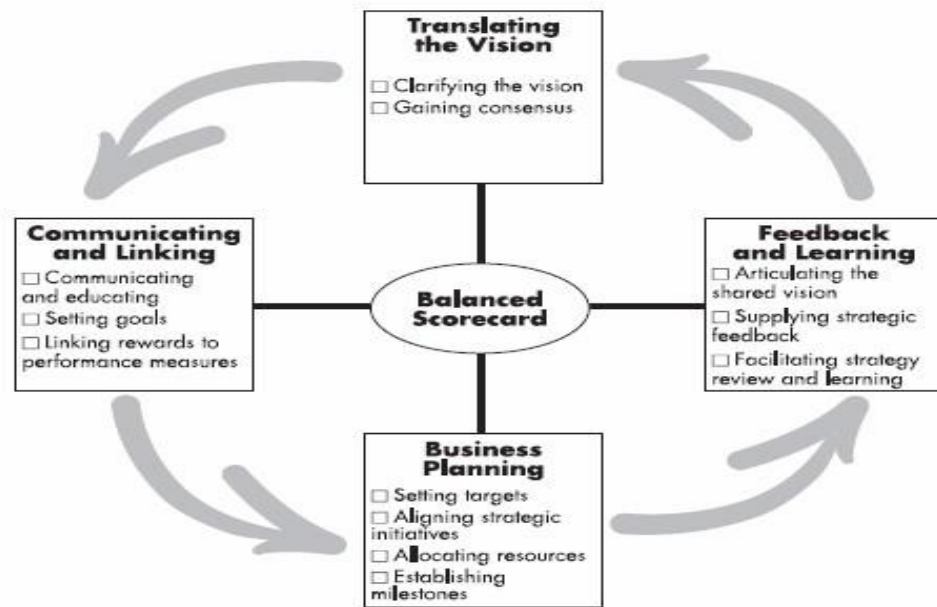 Translating
the Vision
☐ Clarifying the vision
☐ Gaining consensus
Communicating
and Linking
☐ Communicating
and educating
☐ Setting goals
☐ Linking rewards to
performance measures
Balanced
Scorecard
Feedback
and Learning
☐ Articulating the
shared vision
☐ Supplying strategic
feedback
☐ Facilitating strategy
review and learning
Business
Planning
☐ Setting targets
☐ Aligning strategic
initiatives
☐ Allocating resources
☐ Establishing
milestones